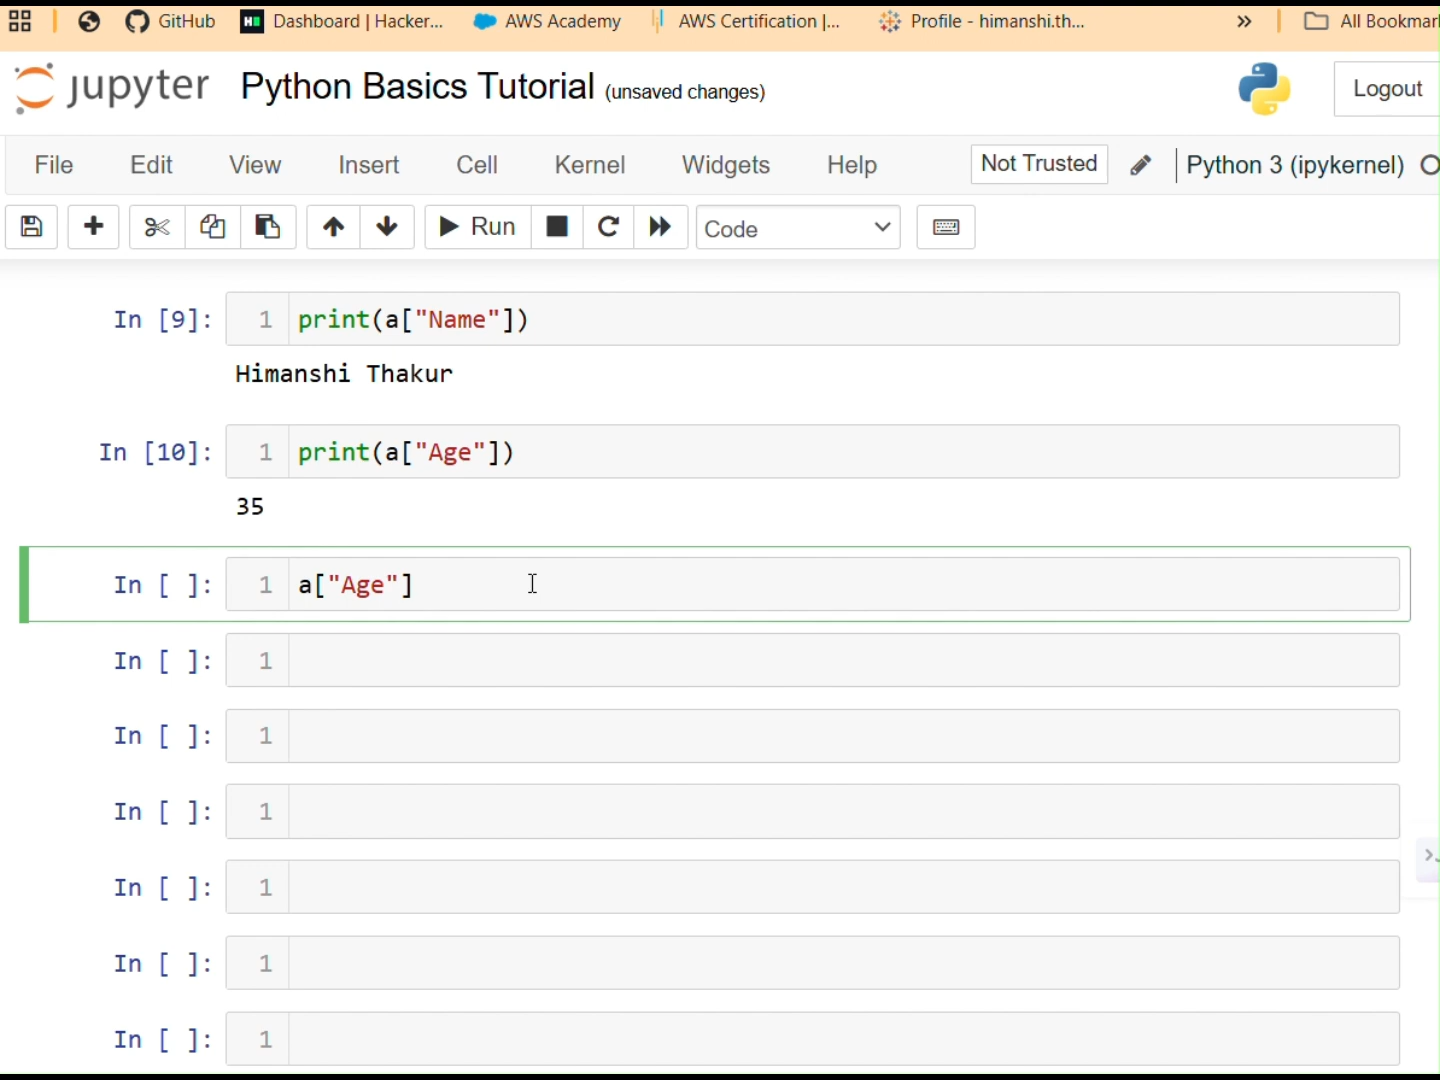 GitHub Dashboard | Hacker... AWS Academy AWS Certification |... Profile - himanshi.th... » All Bookmar
jupyter Python Basics Tutorial (unsaved changes) Logout
File Edit View Insert Cell Kernel Widgets Help Not Trusted Python 3 (ipykernel)
Run Code
In [9]: 1 print(a["Name"])
Himanshi Thakur
In [10]: 1 print(a["Age"])
35
In [ ]: 1 a["Age"]
In [ ]: 1
In [ ]: 1
In [ ]: 1
In [ ]: 1
In [ ]: 1
In [ ]: 1